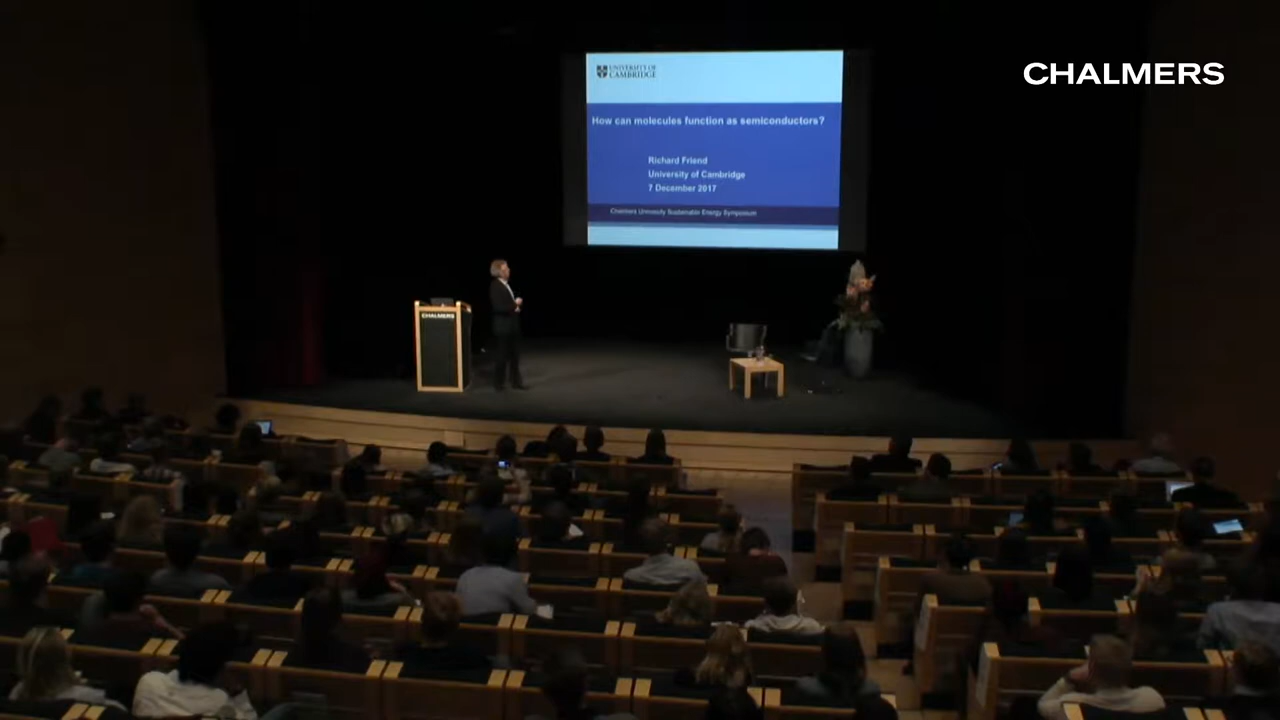 CHALMERS
UNIVERSITY OF
CAMBRIDGE
How can molecules function as semiconductors?
Richard Friend
University of Cambridge
7 December 2017
Chalmers University Sustainable Energy Symposium
CHALMERS